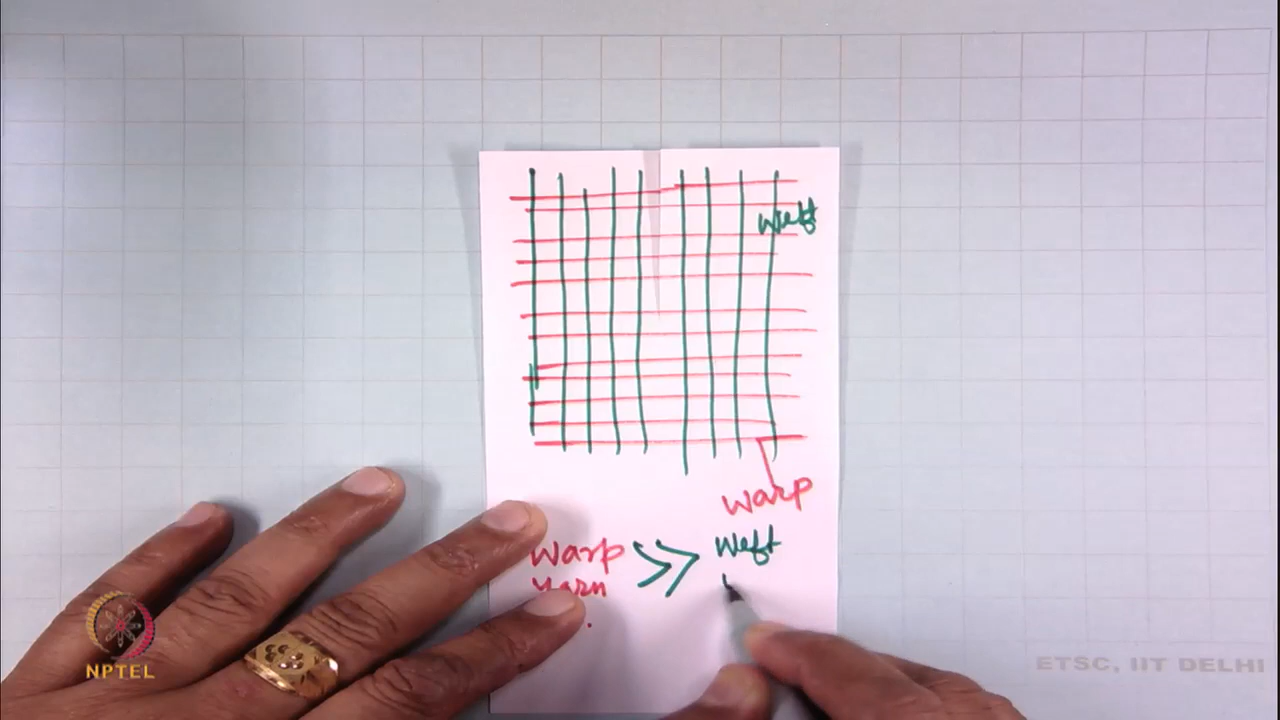 Weft
Warp
Warp >> Weft
Yarn
NPTEL
ETSC, IIT DELHI